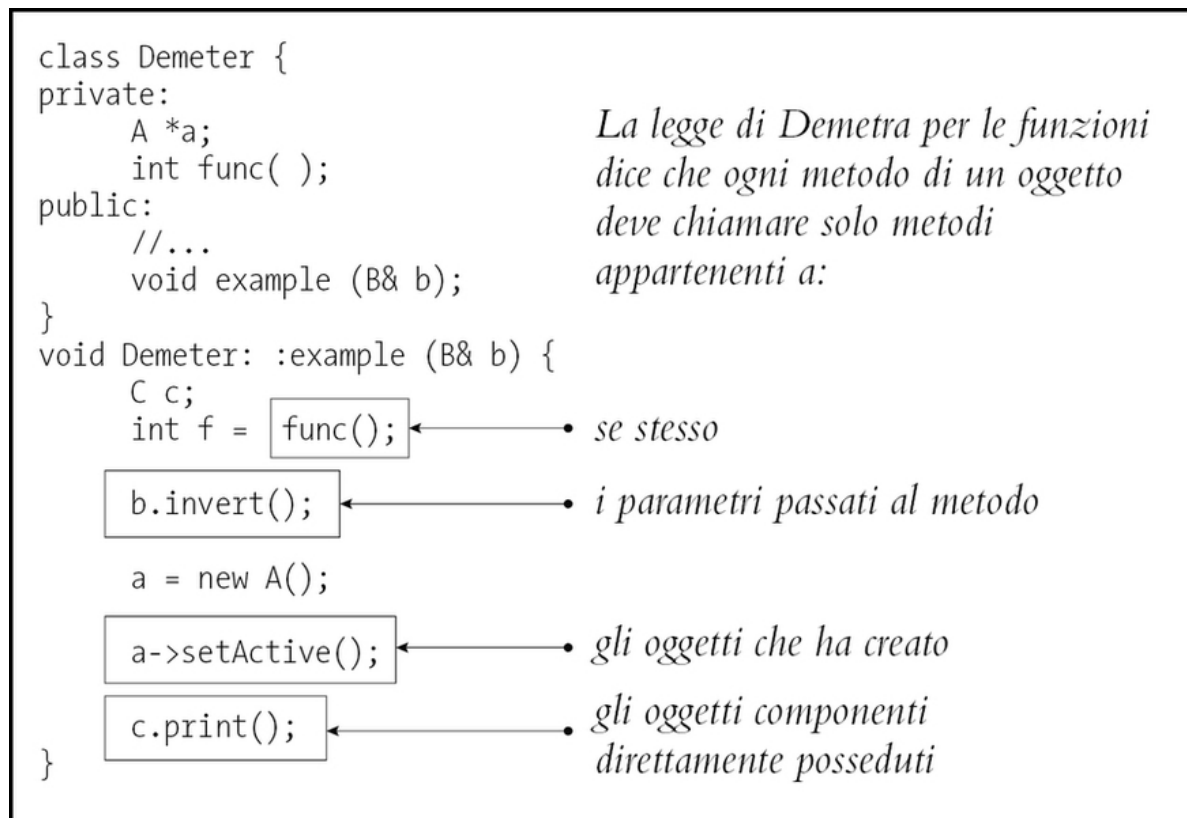 class Demeter {
private:
A *a;
int func( );
public:
//...
void example (B& b);
}
La legge di Demetra per le funzioni
dice che ogni metodo di un oggetto
deve chiamare solo metodi
appartenenti a:
void Demeter: :example (B& b) {
C c;
int f = func();
se stesso
b.invert();
i parametri passati al metodo
a = new A();
a->setActive();
gli oggetti che ha creato
c.print();
gli oggetti componenti
direttamente posseduti
}